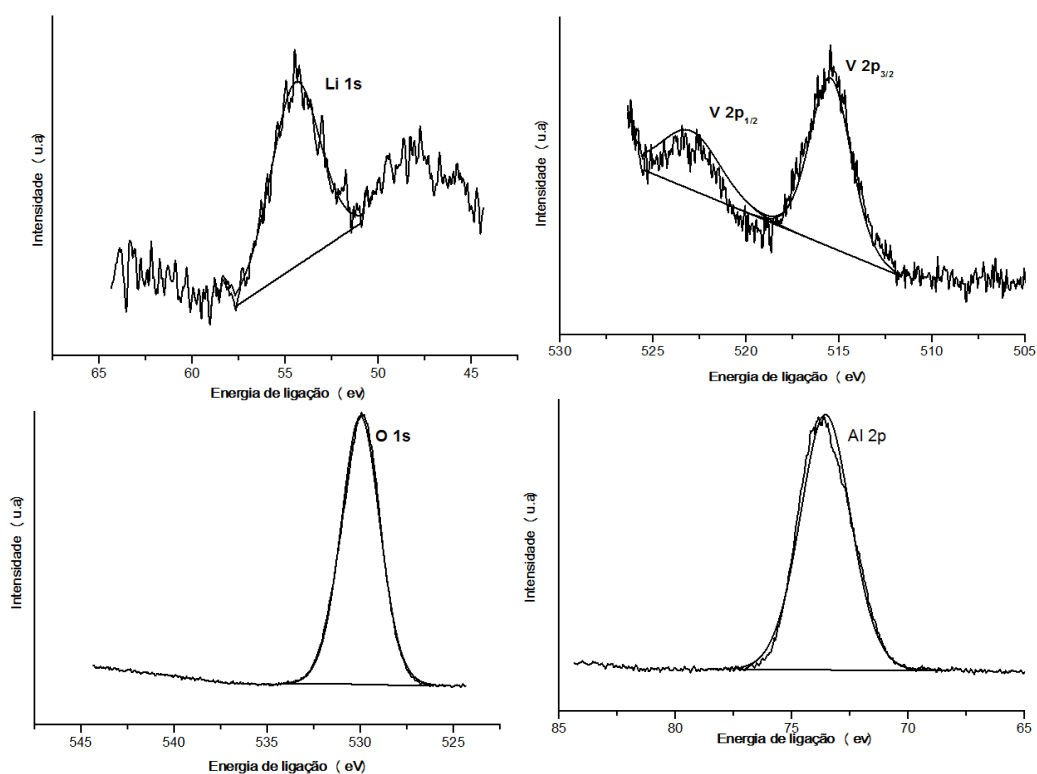 Li 1s
Intensidade ( u.a)
65 60 55 50 45
Energia de ligação ( ev)
V 2p3/2
V 2p1/2
Intensidade ( u.a)
530 525 520 515 510 505
Energia de ligação ( eV)
O 1s
Intensidade ( u.a)
545 540 535 530 525
Energia de ligação ( eV)
Al 2p
Intensidade ( u.a)
85 80 75 70 65
Energia de ligação ( ev)